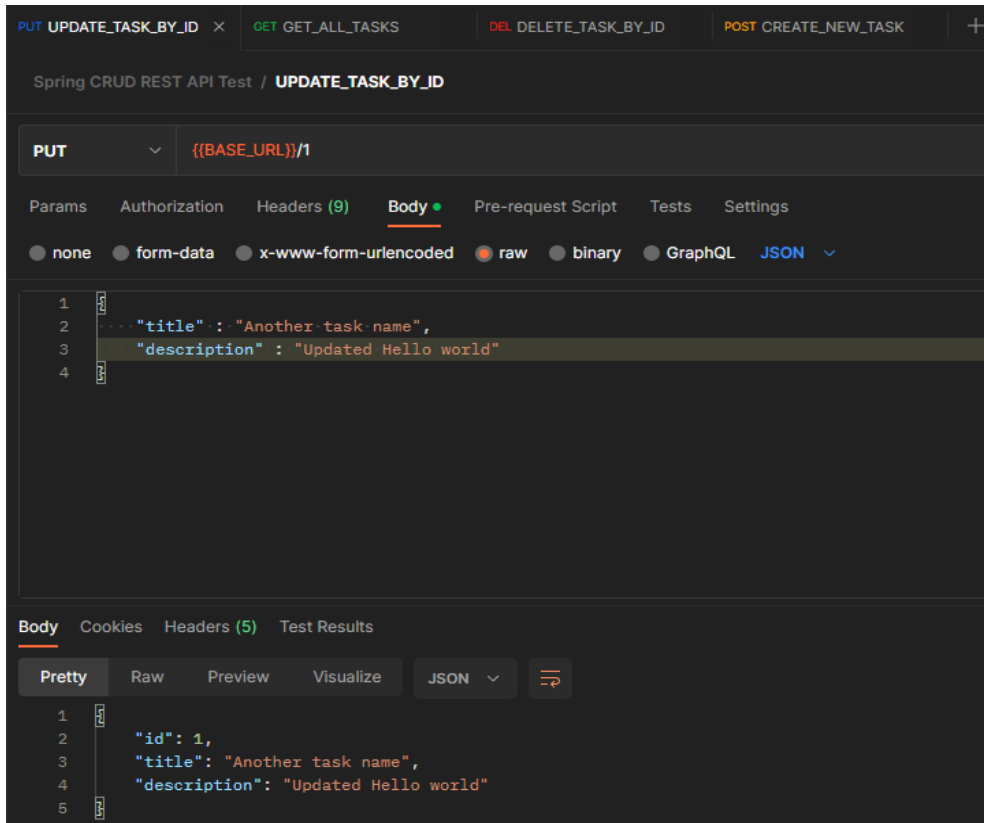 PUT UPDATE_TASK_BY_ID × GET GET_ALL_TASKS DEL DELETE_TASK_BY_ID POST CREATE_NEW_TASK +
Spring CRUD REST API Test / UPDATE_TASK_BY_ID
PUT {{BASE_URL}}/1
Params Authorization Headers (9) Body Pre-request Script Tests Settings
none form-data x-www-form-urlencoded raw binary GraphQL JSON
1 {
2 "title" : "Another task name",
3 "description" : "Updated Hello world"
4 }
Body Cookies Headers (5) Test Results
Pretty Raw Preview Visualize JSON
1 {
2 "id": 1,
3 "title": "Another task name",
4 "description": "Updated Hello world"
5 }